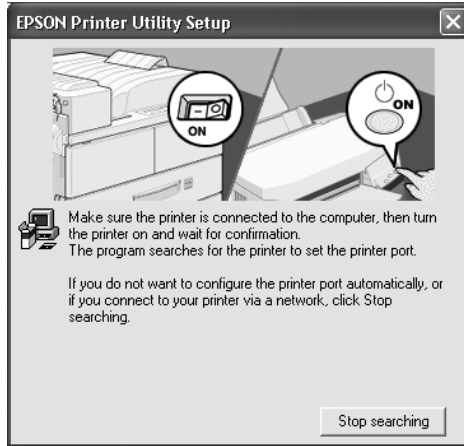 EPSON Printer Utility Setup
ON
ON
Make sure the printer is connected to the computer, then turn
the printer on and wait for confirmation.
The program searches for the printer to set the printer port.
If you do not want to configure the printer port automatically, or
if you connect to your printer via a network, click Stop
searching.
Stop searching